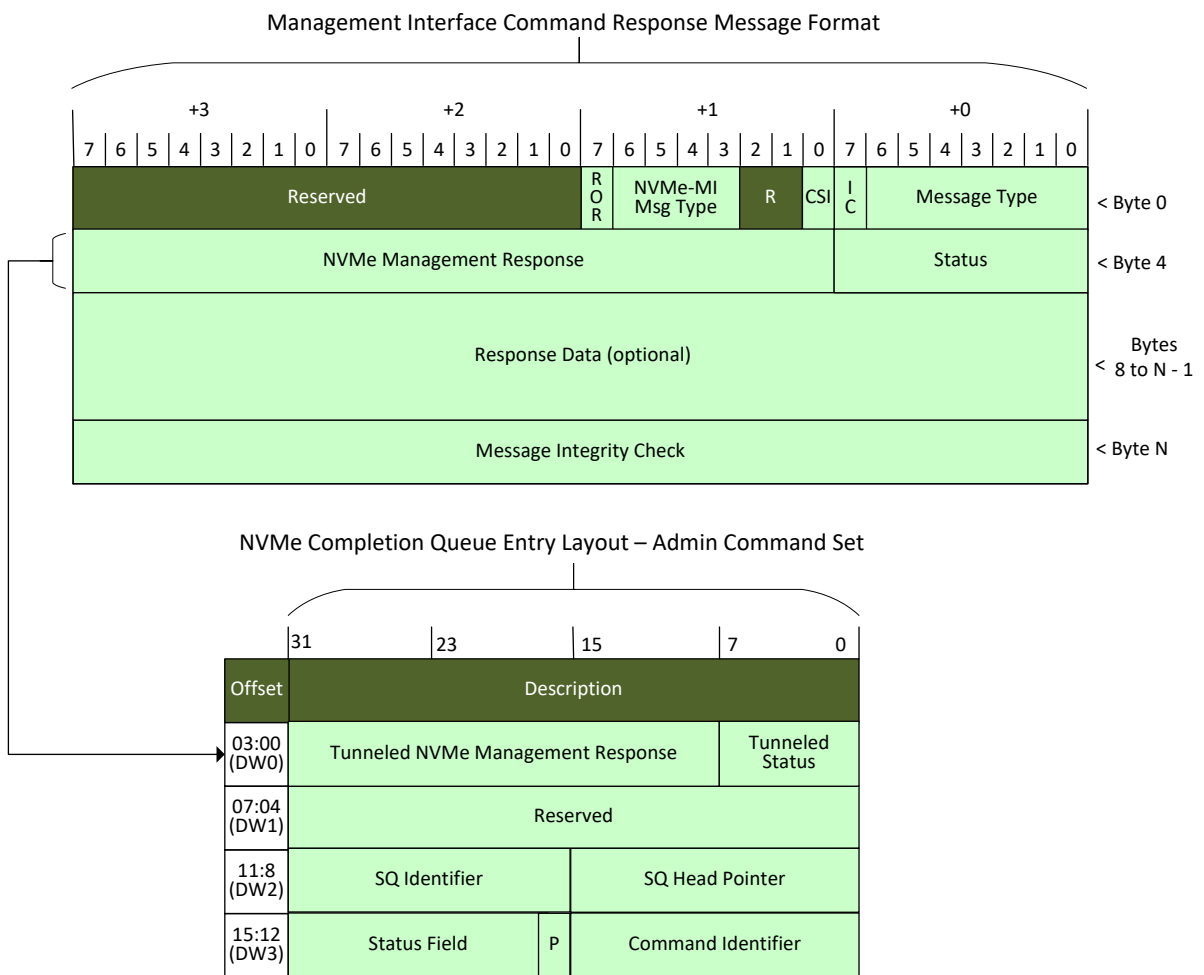 Management Interface Command Response Message Format
+3 +2 +1 +0
7 6 5 4 3 2 1 0 7 6 5 4 3 2 1 0 7 6 5 4 3 2 1 0 7 6 5 4 3 2 1 0
Reserved
R
O
R
NVMe-MI
Msg Type
R
CSI
I
C
Message Type
< Byte 0
NVMe Management Response
Status
< Byte 4
Response Data (optional)
Bytes
< 8 to N - 1
Message Integrity Check
< Byte N
NVMe Completion Queue Entry Layout – Admin Command Set
31 23 15 7 0
Offset
Description
03:00
(DW0)
Tunneled NVMe Management Response
Tunneled
Status
07:04
(DW1)
Reserved
11:8
(DW2)
SQ Identifier
SQ Head Pointer
15:12
(DW3)
Status Field
P
Command Identifier